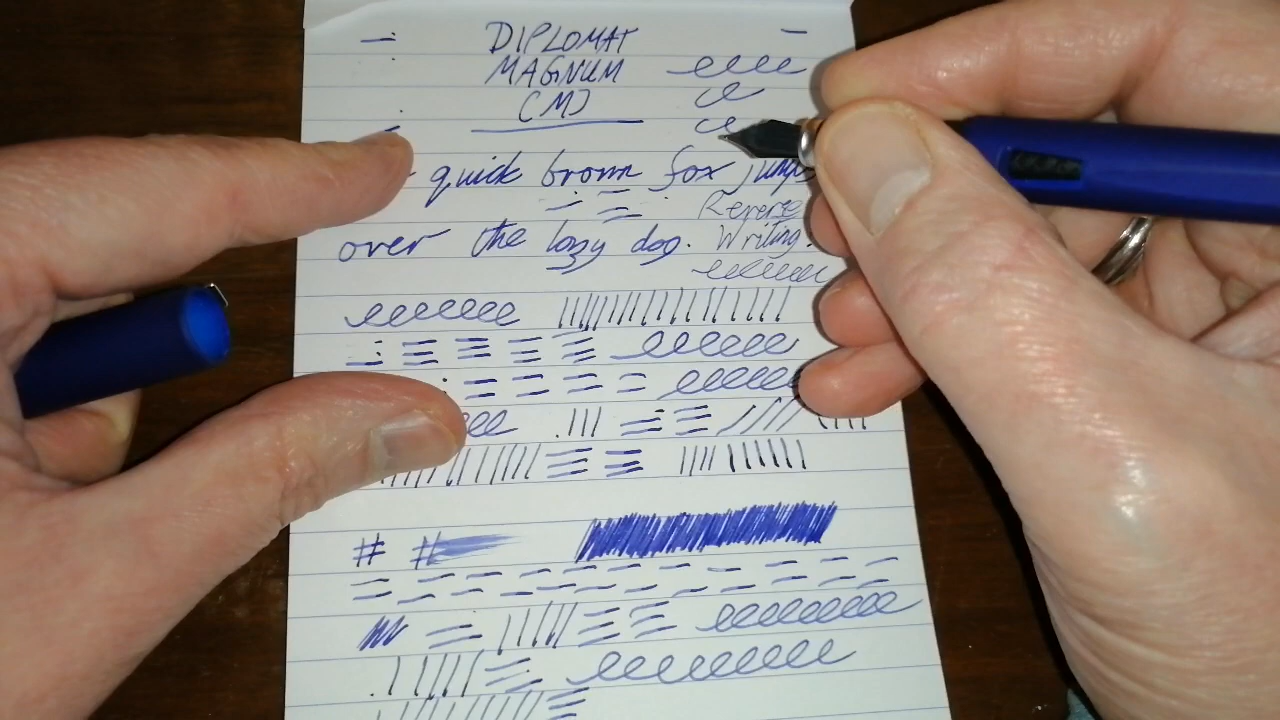 DIPLOMAT
MAGNUM
(M)
quick brown fox jumps
Reverse
over the lazy dog. Writing.
# #